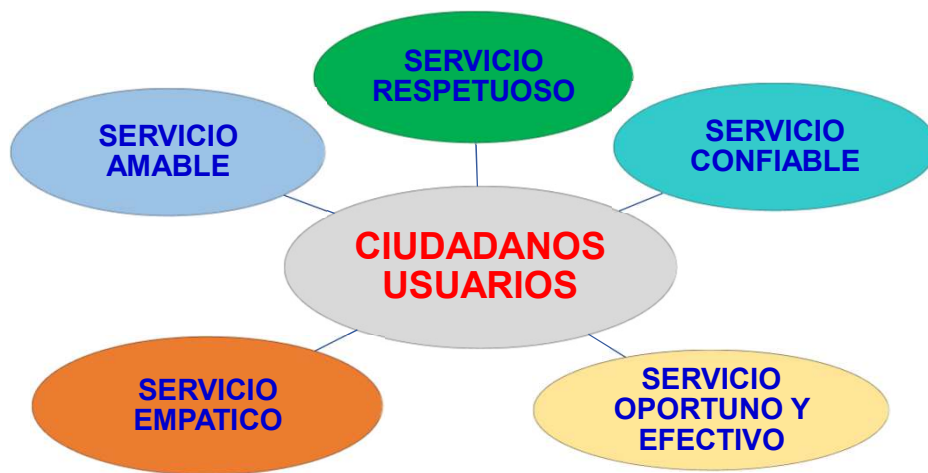 SERVICIO
RESPETUOSO
SERVICIO
AMABLE
SERVICIO
CONFIABLE
CIUDADANOS
USUARIOS
SERVICIO
EMPATICO
SERVICIO
OPORTUNO Y
EFECTIVO